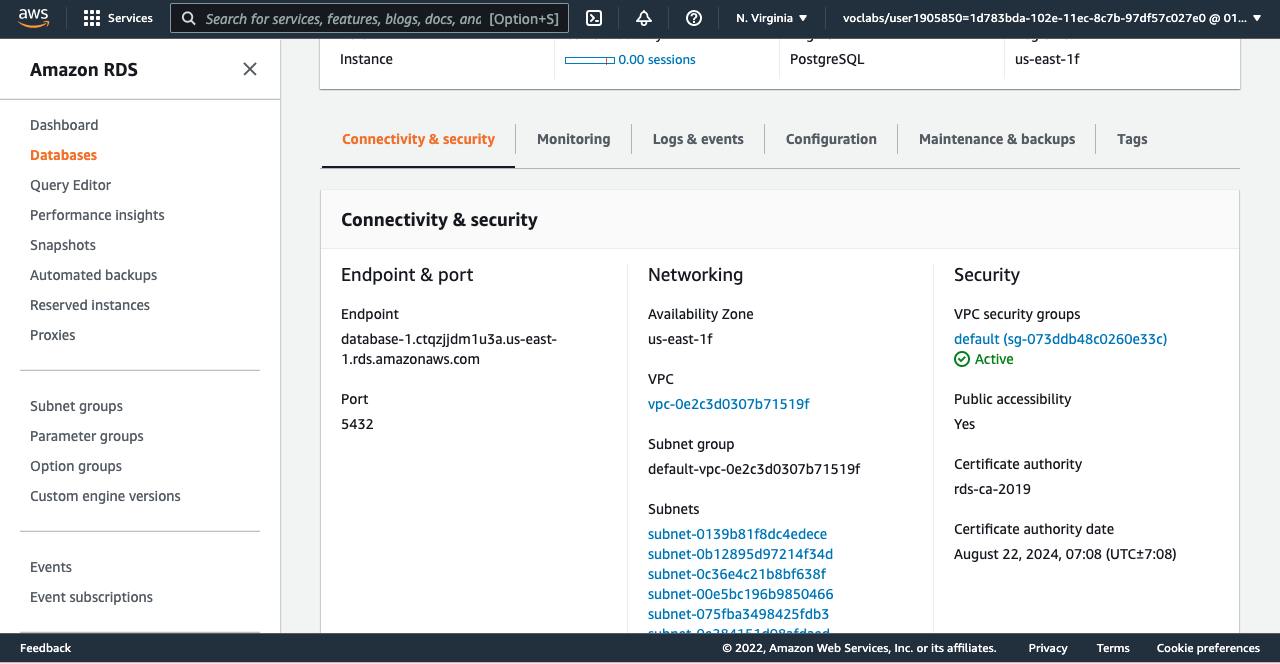 aws
Services
Search for services, features, blogs, docs, and
[Option+S]
N. Virginia
voclabs/user1905850=1d783bda-102e-11ec-8c7b-97df57c027e0 @ 01...
Amazon RDS
Dashboard
Databases
Query Editor
Performance insights
Snapshots
Automated backups
Reserved instances
Proxies
Subnet groups
Parameter groups
Option groups
Custom engine versions
Events
Event subscriptions
Instance
0.00 sessions
PostgreSQL
us-east-1f
Connectivity & security
Monitoring
Logs & events
Configuration
Maintenance & backups
Tags
Connectivity & security
Endpoint & port
Endpoint
database-1.ctqzjjdm1u3a.us-east-
1.rds.amazonaws.com
Port
5432
Networking
Availability Zone
us-east-1f
VPC
vpc-0e2c3d0307b71519f
Subnet group
default-vpc-0e2c3d0307b71519f
Subnets
subnet-0139b81f8dc4edece
subnet-0b12895d97214f34d
subnet-0c36e4c21b8bf638f
subnet-00e5bc196b9850466
subnet-075fba3498425fdb3
Security
VPC security groups
default (sg-073ddb48c0260e33c)
Active
Public accessibility
Yes
Certificate authority
rds-ca-2019
Certificate authority date
August 22, 2024, 07:08 (UTC±7:08)
Feedback
© 2022, Amazon Web Services, Inc. or its affiliates.
Privacy
Terms
Cookie preferences